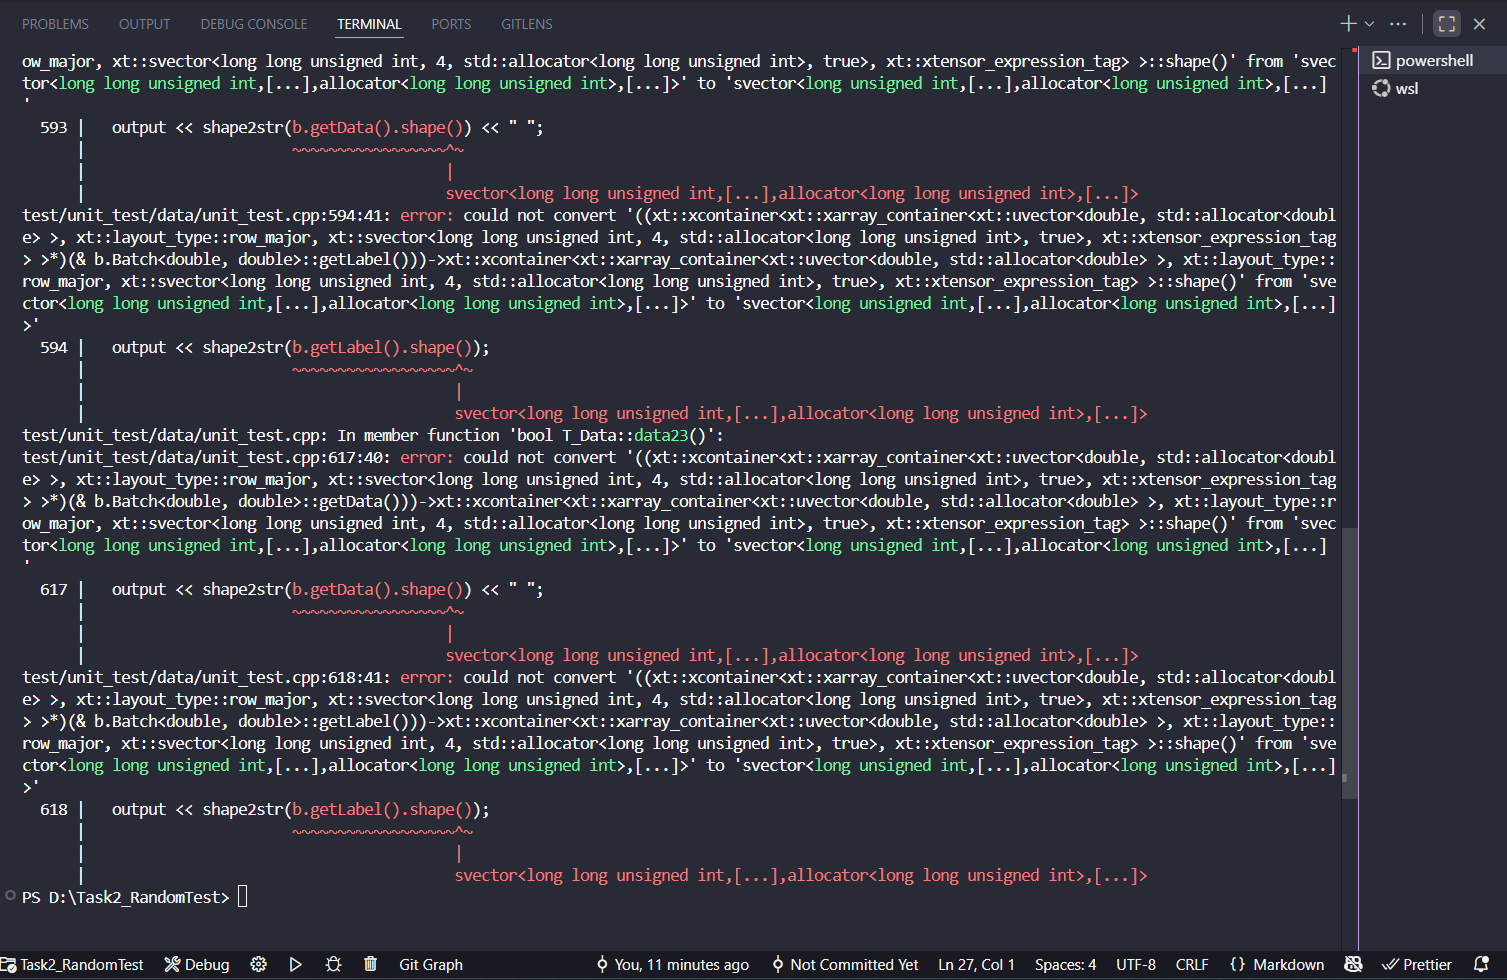 PROBLEMS OUTPUT DEBUG CONSOLE TERMINAL PORTS GITLENS
powershell
wsl
ow_major, xt::svector<long long unsigned int, 4, std::allocator<long long unsigned int>, true>, xt::xtensor_expression_tag> >::shape()' from 'svec
tor<long long unsigned int,[...],allocator<long long unsigned int>,[...]>' to 'svector<long long unsigned int,[...],allocator<long long unsigned int>,[...]
'
593 | output << shape2str(b.getData().shape()) << " ";
| ~~~~~~~~~~~~~~~~~^~
| |
| svector<long long unsigned int,[...],allocator<long long unsigned int>,[...]>
test/unit_test/data/unit_test.cpp:594:41: error: could not convert '((xt::xcontainer<xt::xarray_container<xt::uvector<double, std::allocator<doubl
e> >, xt::layout_type::row_major, xt::svector<long long unsigned int, 4, std::allocator<long long unsigned int>, true>, xt::xtensor_expression_tag
> >*)(& b.Batch<double, double>::getLabel()))->xt::xcontainer<xt::xarray_container<xt::uvector<double, std::allocator<double> >, xt::layout_type::
row_major, xt::svector<long long unsigned int, 4, std::allocator<long long unsigned int>, true>, xt::xtensor_expression_tag> >::shape()' from 'sve
ctor<long long unsigned int,[...],allocator<long long unsigned int>,[...]>' to 'svector<long long unsigned int,[...],allocator<long long unsigned int>,[...]
>'
594 | output << shape2str(b.getLabel().shape());
| ~~~~~~~~~~~~~~~~~~^~
| |
| svector<long long unsigned int,[...],allocator<long long unsigned int>,[...]>
test/unit_test/data/unit_test.cpp: In member function 'bool T_Data::data23()':
test/unit_test/data/unit_test.cpp:617:40: error: could not convert '((xt::xcontainer<xt::xarray_container<xt::uvector<double, std::allocator<doubl
e> >, xt::layout_type::row_major, xt::svector<long long unsigned int, 4, std::allocator<long long unsigned int>, true>, xt::xtensor_expression_tag
> >*)(& b.Batch<double, double>::getData()))->xt::xcontainer<xt::xarray_container<xt::uvector<double, std::allocator<double> >, xt::layout_type::r
ow_major, xt::svector<long long unsigned int, 4, std::allocator<long long unsigned int>, true>, xt::xtensor_expression_tag> >::shape()' from 'svec
tor<long long unsigned int,[...],allocator<long long unsigned int>,[...]>' to 'svector<long long unsigned int,[...],allocator<long long unsigned int>,[...]
'
617 | output << shape2str(b.getData().shape()) << " ";
| ~~~~~~~~~~~~~~~~~^~
| |
| svector<long long unsigned int,[...],allocator<long long unsigned int>,[...]>
test/unit_test/data/unit_test.cpp:618:41: error: could not convert '((xt::xcontainer<xt::xarray_container<xt::uvector<double, std::allocator<doubl
e> >, xt::layout_type::row_major, xt::svector<long long unsigned int, 4, std::allocator<long long unsigned int>, true>, xt::xtensor_expression_tag
> >*)(& b.Batch<double, double>::getLabel()))->xt::xcontainer<xt::xarray_container<xt::uvector<double, std::allocator<double> >, xt::layout_type::
row_major, xt::svector<long long unsigned int, 4, std::allocator<long long unsigned int>, true>, xt::xtensor_expression_tag> >::shape()' from 'sve
ctor<long long unsigned int,[...],allocator<long long unsigned int>,[...]>' to 'svector<long long unsigned int,[...],allocator<long long unsigned int>,[...]
>'
618 | output << shape2str(b.getLabel().shape());
| ~~~~~~~~~~~~~~~~~~^~
| |
| svector<long long unsigned int,[...],allocator<long long unsigned int>,[...]>
PS D:\Task2_RandomTest>
Task2_RandomTest Debug Git Graph You, 11 minutes ago Not Committed Yet Ln 27, Col 1 Spaces: 4 UTF-8 CRLF {} Markdown Prettier